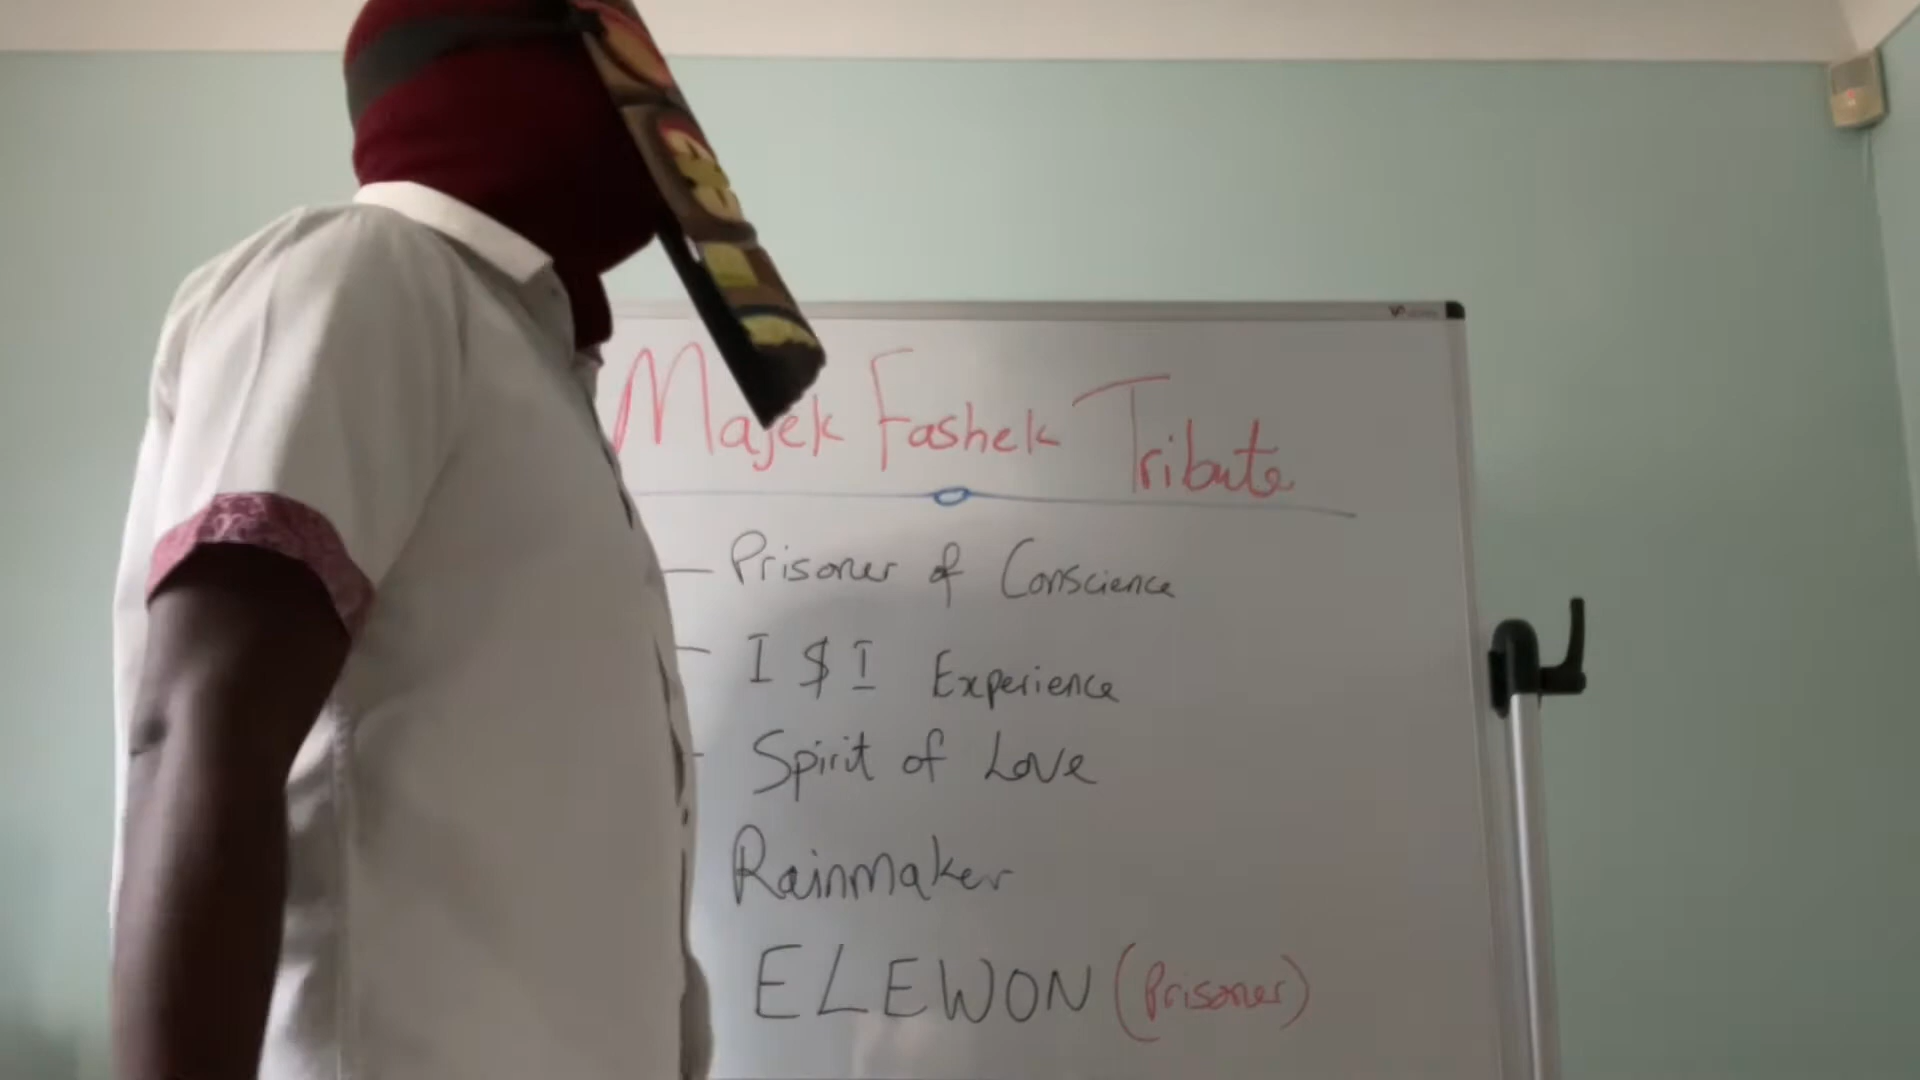 Majek Fashek Tribute
— Prisoner of Conscience
— I $ I Experience
- Spirit of Love
Rainmaker
ELEWON (Prisoner)